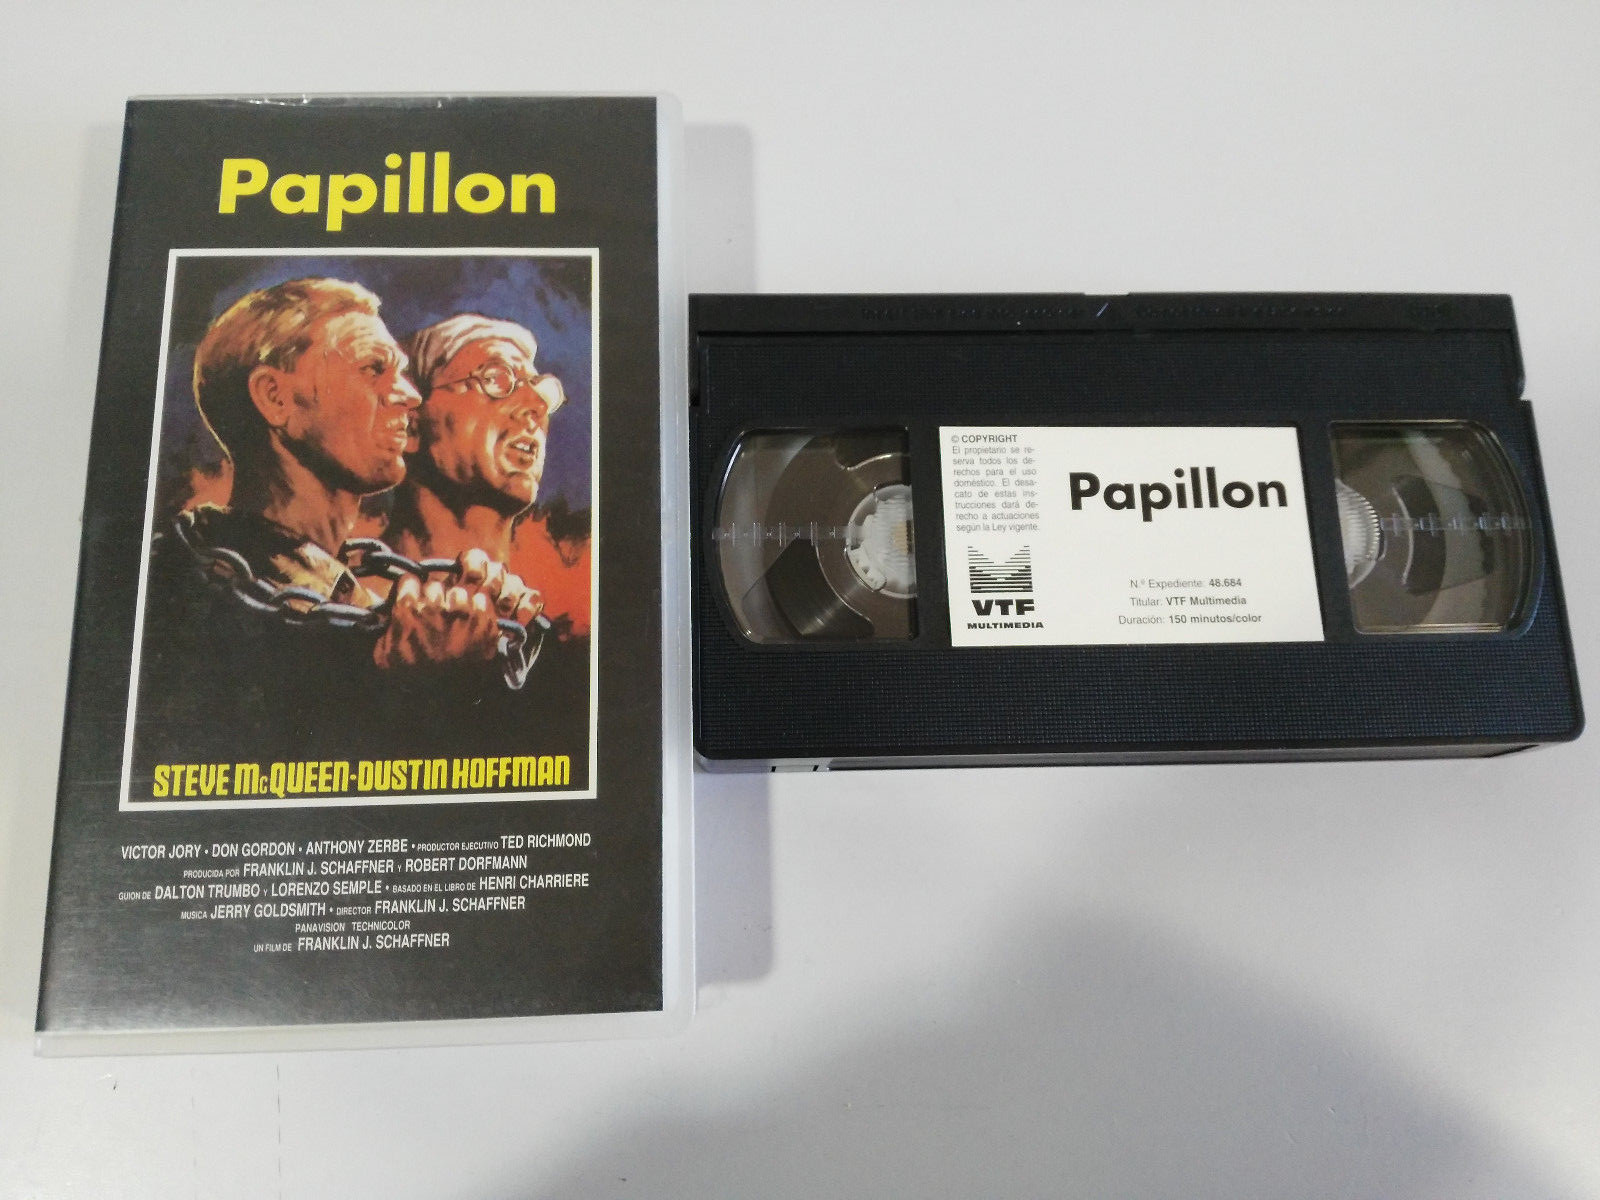 Papillon
STEVE McQUEEN-DUSTIN HOFFMAN
VICTOR JORY • DON GORDON • ANTHONY ZERBE • PRODUCTOR EJECUTIVO TED RICHMOND
PRODUCIDA POR FRANKLIN J. SCHAFFNER Y ROBERT DORFMANN
GUION DE DALTON TRUMBO Y LORENZO SEMPLE • BASADO EN EL LIBRO DE HENRI CHARRIERE
MUSICA JERRY GOLDSMITH • DIRECTOR FRANKLIN J. SCHAFFNER
PANAVISION TECHNICOLOR
UN FILM DE FRANKLIN J. SCHAFFNER
© COPYRIGHT
El propietario se re-
serva todos los de-
rechos para el uso
doméstico. El desa-
cato de estas ins-
trucciones dará de-
recho a actuaciones
según la Ley vigente.
VTF
MULTIMEDIA
Papillon
N.º Expediente: 48.684
Titular: VTF Multimedia
Duración: 150 minutos/color